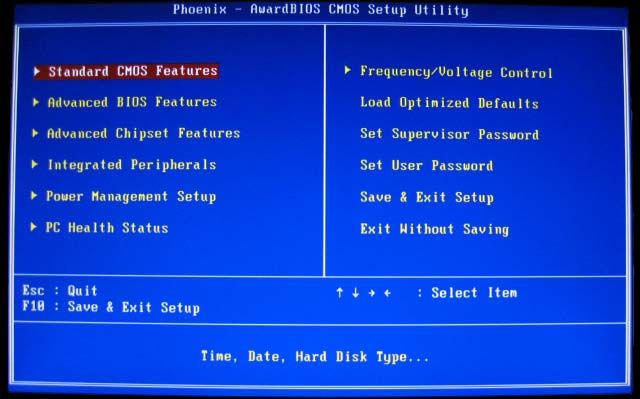 Phoenix - AwardBIOS CMOS Setup Utility
Standard CMOS Features
Advanced BIOS Features
Advanced Chipset Features
Integrated Peripherals
Power Management Setup
PC Health Status
Frequency/Voltage Control
Load Optimized Defaults
Set Supervisor Password
Set User Password
Save & Exit Setup
Exit Without Saving
Esc : Quit
F10 : Save & Exit Setup
↑ ↓ → ← : Select Item
Time, Date, Hard Disk Type...